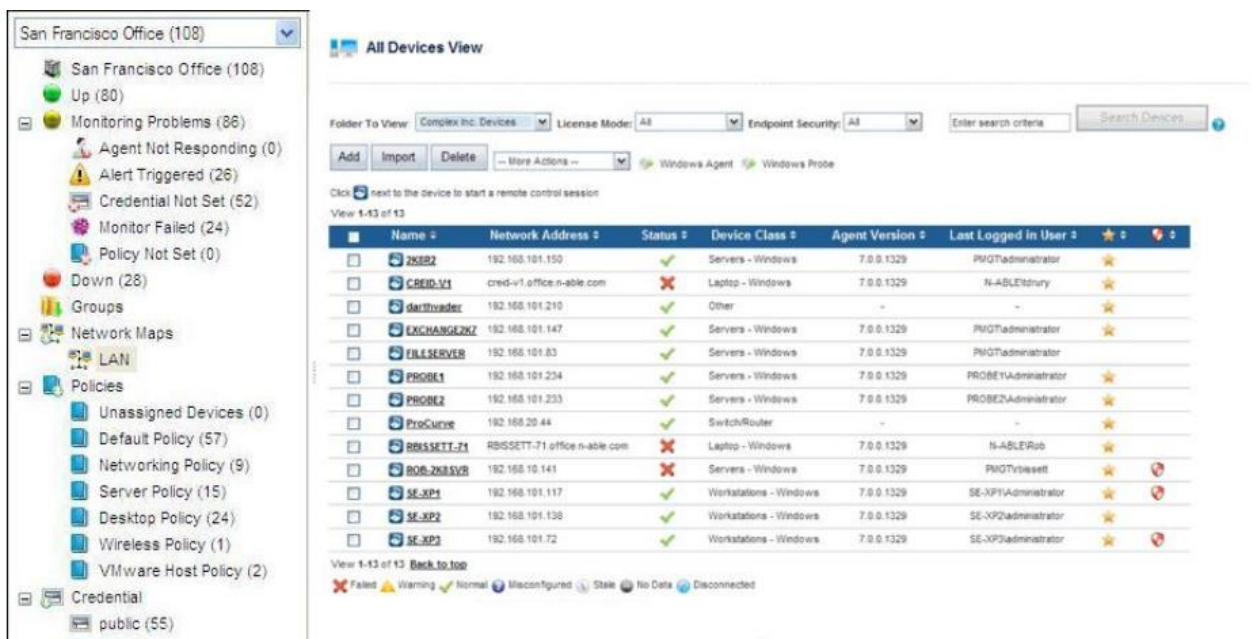 San Francisco Office (108)
San Francisco Office (108)
Up (80)
Monitoring Problems (86)
Agent Not Responding (0)
Alert Triggered (26)
Credential Not Set (52)
Monitor Failed (24)
Policy Not Set (0)
Down (28)
Groups
Network Maps
LAN
Policies
Unassigned Devices (0)
Default Policy (57)
Networking Policy (9)
Server Policy (15)
Desktop Policy (24)
Wireless Policy (1)
VMware Host Policy (2)
Credential
public (55)
All Devices View
Folder To View: Complex Inc. Devices License Mode: All Endpoint Security: All Enter search criteria Search Devices
Add Import Delete -- More Actions -- Windows Agent Windows Probe
Click next to the device to start a remote control session
View 1-13 of 13
Name Network Address Status Device Class Agent Version Last Logged in User
2K8R2 192.168.101.150 Servers - Windows 7.0.0.1329 PMGT\administrator
CREID-V1 cred-v1.office.n-able.com Laptop - Windows 7.0.0.1329 N-ABLE\tdrury
darthvader 192.168.101.210 Other - -
EXCHANGE2K7 192.168.101.147 Servers - Windows 7.0.0.1329 PMGT\administrator
FILESERVER 192.168.101.83 Servers - Windows 7.0.0.1329 PMGT\administrator
PROBE1 192.168.101.234 Servers - Windows 7.0.0.1329 PROBE1\Administrator
PROBE2 192.168.101.233 Servers - Windows 7.0.0.1329 PROBE2\Administrator
ProCurve 192.168.20.44 Switch/Router - -
RBISSETT-71 RBISSETT-71.office.n-able.com Laptop - Windows 7.0.0.1329 N-ABLE\Rob
ROB-2K8SVR 192.168.10.141 Servers - Windows 7.0.0.1329 PMGT\rbissett
SE-XP1 192.168.101.117 Workstations - Windows 7.0.0.1329 SE-XP1\Administrator
SE-XP2 192.168.101.138 Workstations - Windows 7.0.0.1329 SE-XP2\administrator
SE-XP3 192.168.101.72 Workstations - Windows 7.0.0.1329 SE-XP3\administrator
View 1-13 of 13 Back to top
Failed Warning Normal Misconfigured Stale No Data Disconnected